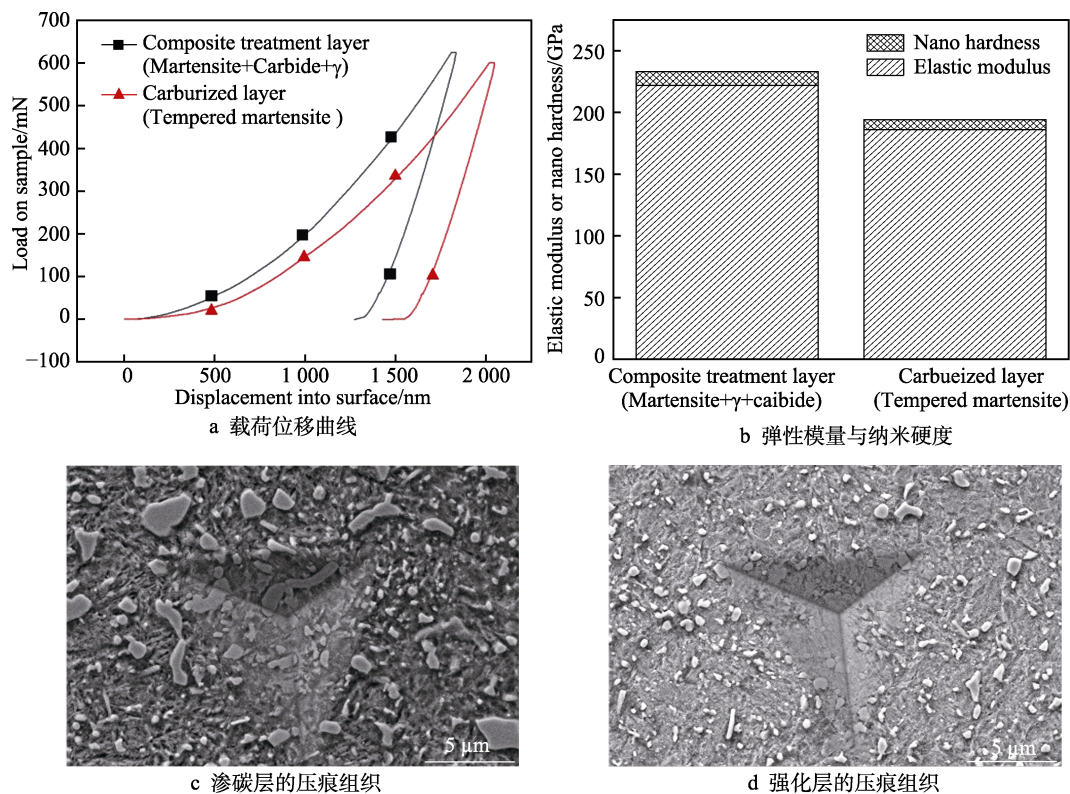 700
600
500
400
300
200
100
0
−100
Load on sample/mN
Composite treatment layer
(Martensite+Carbide+γ)
Carburized layer
(Tempered martensite )
0 500 1 000 1 500 2 000
Displacement into surface/nm
a 载荷位移曲线
250
200
150
100
50
0
Elastic modulus or nano hardness/GPa
Nano hardness
Elastic modulus
Composite treatment layer
(Martensite+γ+caibide)
Carbueized layer
(Tempered martensite)
b 弹性模量与纳米硬度
5 μm
c 渗碳层的压痕组织
5 μm
d 强化层的压痕组织